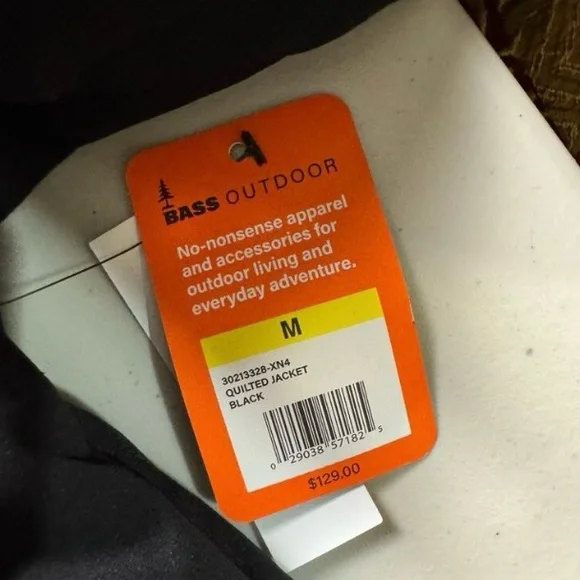 BASS OUTDOOR
No-nonsense apparel
and accessories for
outdoor living and
everyday adventure.
M
30213328-XN4
QUILTED JACKET
BLACK
0 29038 57182 5
$129.00